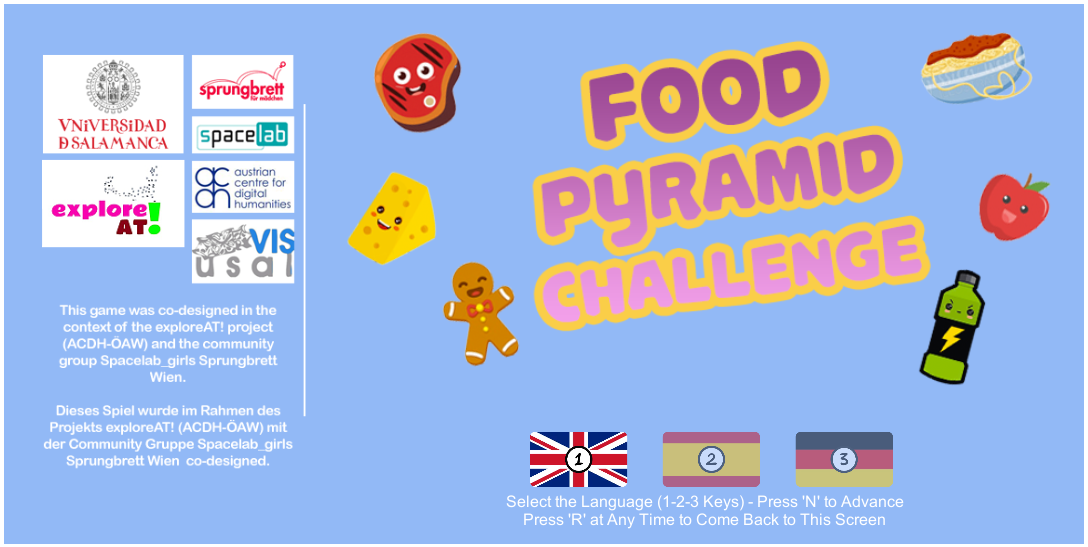 VNiVERSiDAD
D SALAMANCA
sprungbrett
für mädchen
spacelab
explore
AT!
austrian
centre for
digital
humanities
VIS
usal
This game was co-designed in the
context of the exploreAT! project
(ACDH-ÖAW) and the community
group Spacelab_girls Sprungbrett
Wien.
Dieses Spiel wurde im Rahmen des
Projekts exploreAT! (ACDH-ÖAW) mit
der Community Gruppe Spacelab_girls
Sprungbrett Wien co-designed.
FOOD
PYRAMID
CHALLENGE
1
2
3
Select the Language (1-2-3 Keys) - Press 'N' to Advance
Press 'R' at Any Time to Come Back to This Screen